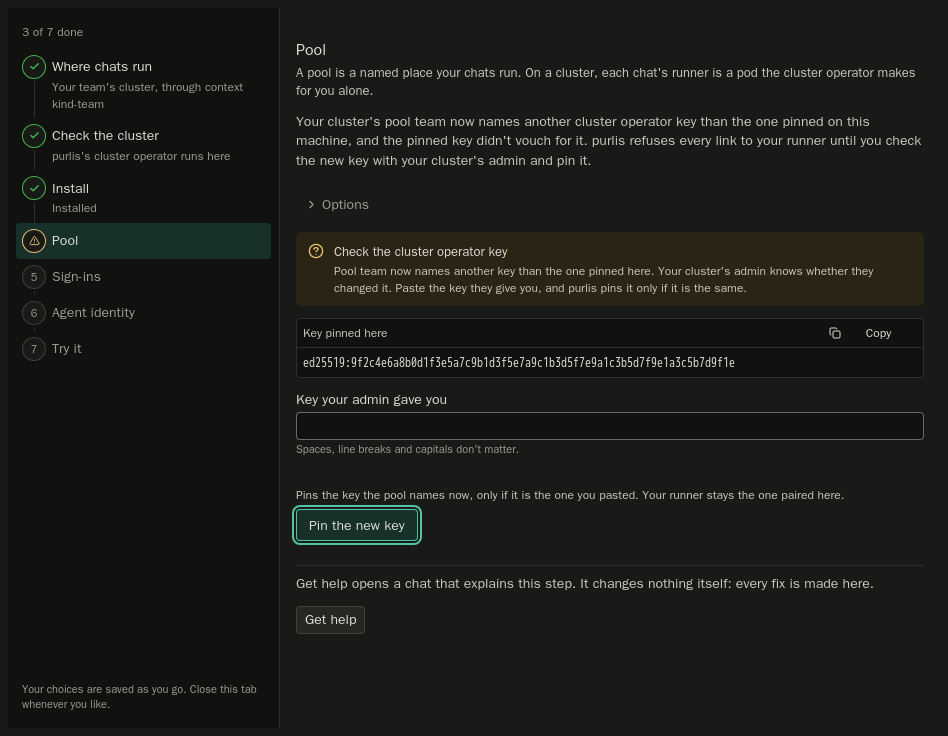 3 of 7 done
Where chats run
Your team's cluster, through context
kind-team
Check the cluster
purlis's cluster operator runs here
Install
Installed
Pool
5 Sign-ins
6 Agent identity
7 Try it
Your choices are saved as you go. Close this tab
whenever you like.
Pool
A pool is a named place your chats run. On a cluster, each chat's runner is a pod the cluster operator makes
for you alone.
Your cluster's pool team now names another cluster operator key than the one pinned on this
machine, and the pinned key didn't vouch for it. purlis refuses every link to your runner until you check
the new key with your cluster's admin and pin it.
Options
Check the cluster operator key
Pool team now names another key than the one pinned here. Your cluster's admin knows whether they
changed it. Paste the key they give you, and purlis pins it only if it is the same.
Key pinned here Copy
ed25519:9f2c4e6a8b0d1f3e5a7c9b1d3f5e7a9c1b3d5f7e9a1c3b5d7f9e1a3c5b7d9f1e
Key your admin gave you
Spaces, line breaks and capitals don't matter.
Pins the key the pool names now, only if it is the one you pasted. Your runner stays the one paired here.
Pin the new key
Get help opens a chat that explains this step. It changes nothing itself: every fix is made here.
Get help